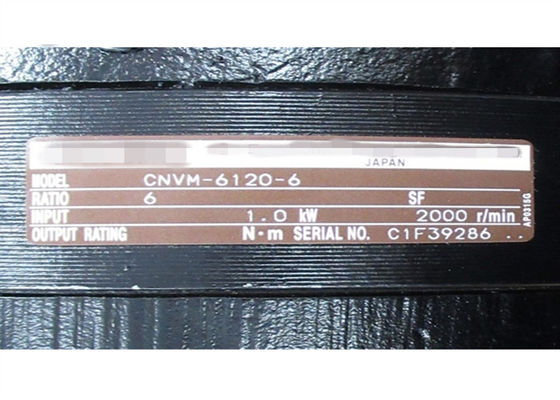 JAPAN
MODEL CNVM-6120-6
RATIO 6 SF
INPUT 1.0 kW 2000 r/min
OUTPUT RATING N·m SERIAL NO. C1F39286 ..
AP031SG